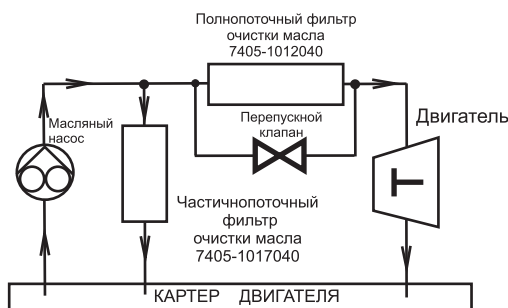 Полнопоточный фильтр
очистки масла
7405-1012040
Масляный
насос
Перепускной
клапан
Двигатель
Частичнопоточный
фильтр
очистки масла
7405-1017040
КАРТЕР ДВИГАТЕЛЯ